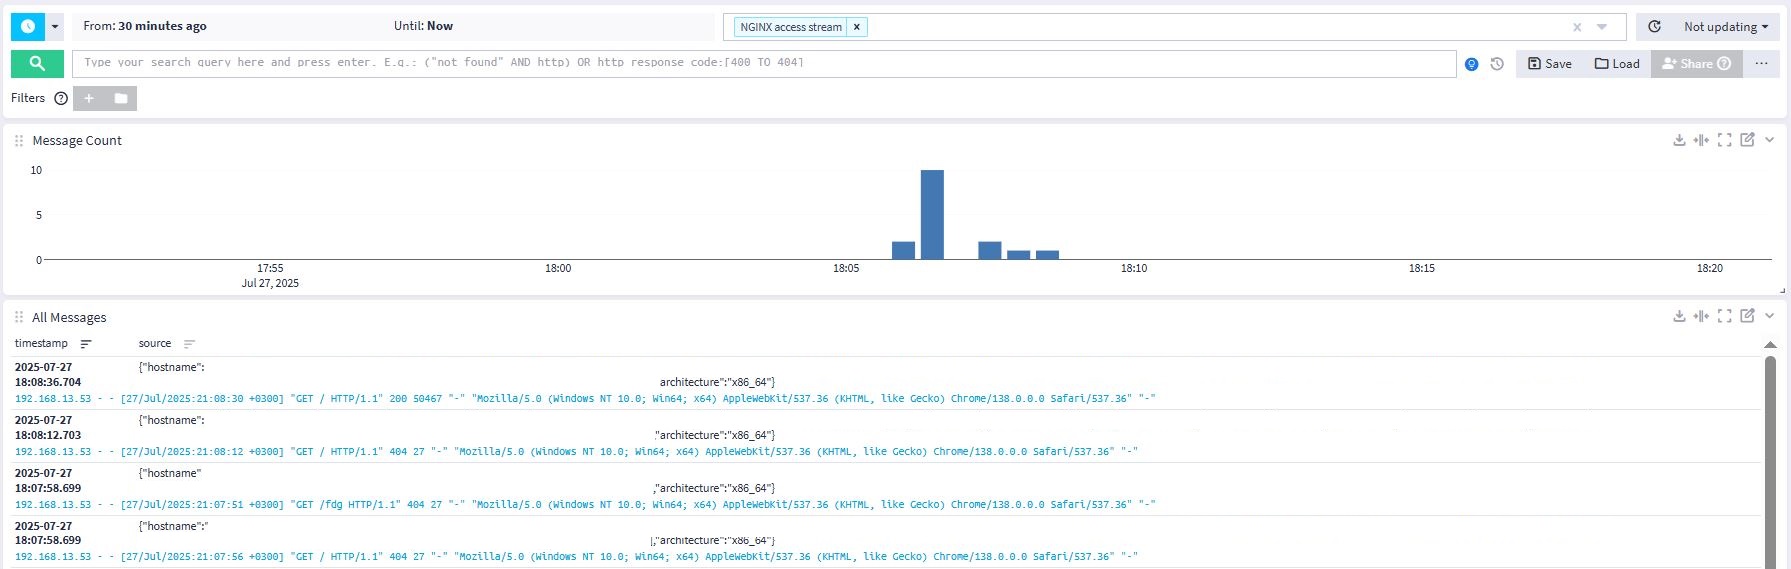 From: 30 minutes ago Until: Now NGINX access stream x Not updating
Type your search query here and press enter. E.g.: ("not found" AND http) OR http_response_code:[400 TO 404] Save Load Share ...
Filters
Message Count
10
5
0
17:55 18:00 18:05 18:10 18:15 18:20
Jul 27, 2025
All Messages
timestamp source
2025-07-27 {"hostname":
18:08:36.704 architecture":"x86_64"}
192.168.13.53 - - [27/Jul/2025:21:08:30 +0300] "GET / HTTP/1.1" 200 50467 "-" "Mozilla/5.0 (Windows NT 10.0; Win64; x64) AppleWebKit/537.36 (KHTML, like Gecko) Chrome/138.0.0.0 Safari/537.36" "-"
2025-07-27 {"hostname":
18:08:12.703 ,"architecture":"x86_64"}
192.168.13.53 - - [27/Jul/2025:21:08:12 +0300] "GET / HTTP/1.1" 404 27 "-" "Mozilla/5.0 (Windows NT 10.0; Win64; x64) AppleWebKit/537.36 (KHTML, like Gecko) Chrome/138.0.0.0 Safari/537.36" "-"
2025-07-27 {"hostname"
18:07:58.699 ,"architecture":"x86_64"}
192.168.13.53 - - [27/Jul/2025:21:07:51 +0300] "GET /fdg HTTP/1.1" 404 27 "-" "Mozilla/5.0 (Windows NT 10.0; Win64; x64) AppleWebKit/537.36 (KHTML, like Gecko) Chrome/138.0.0.0 Safari/537.36" "-"
2025-07-27 {"hostname":"
18:07:58.699 ,"architecture":"x86_64"}
192.168.13.53 - - [27/Jul/2025:21:07:56 +0300] "GET / HTTP/1.1" 404 27 "-" "Mozilla/5.0 (Windows NT 10.0; Win64; x64) AppleWebKit/537.36 (KHTML, like Gecko) Chrome/138.0.0.0 Safari/537.36" "-"